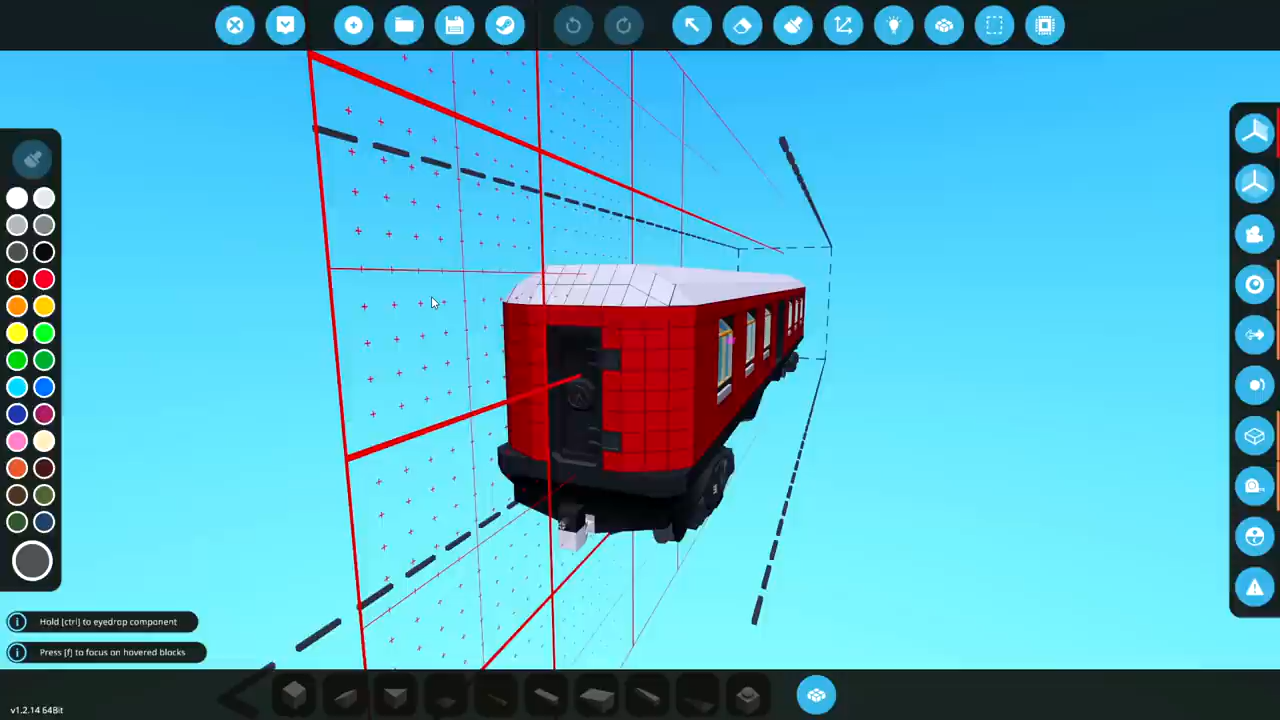 Hold [ctrl] to eyedrop component
Press [f] to focus on hovered blocks
v1.2.14 64Bit